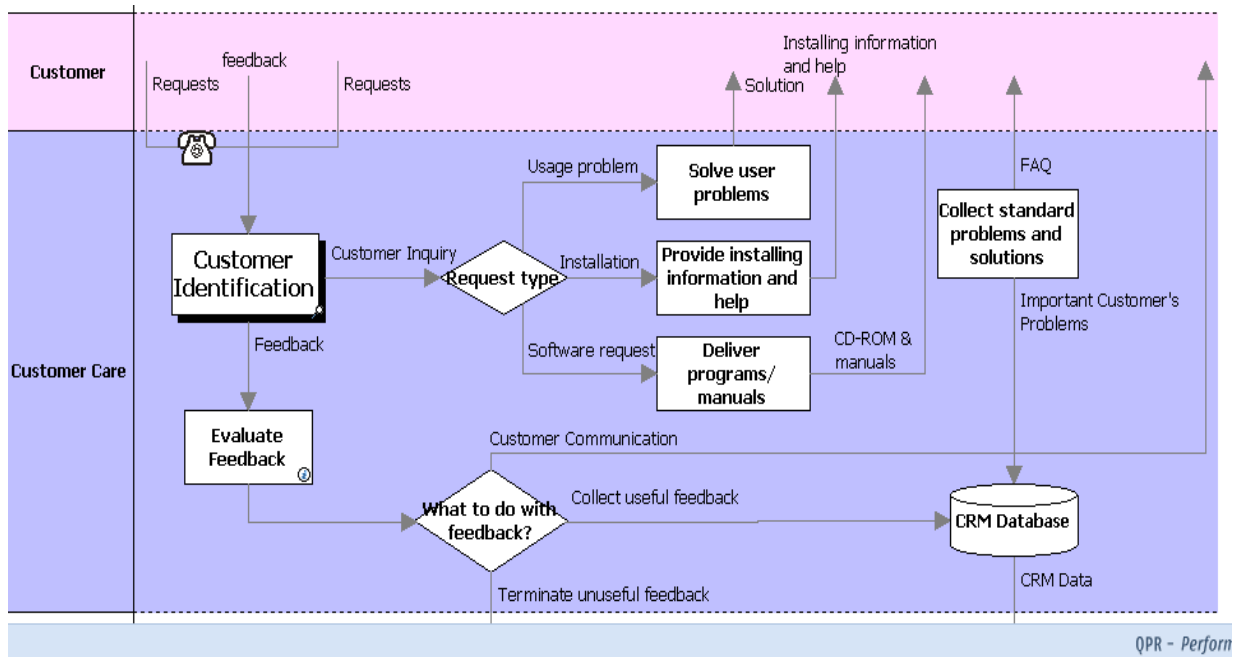 Customer
feedback
Requests
Requests
Installing information
and help
Solution
Customer Care
Usage problem
Solve user
problems
FAQ
Collect standard
problems and
solutions
Customer
Identification
Customer Inquiry
Request type
Installation
Provide installing
information and
help
Important Customer's
Problems
Feedback
Software request
Deliver
programs/
manuals
CD-ROM &
manuals
Evaluate
Feedback
Customer Communication
What to do with
feedback?
Collect useful feedback
CRM Database
CRM Data
Terminate unuseful feedback
QPR - Perform